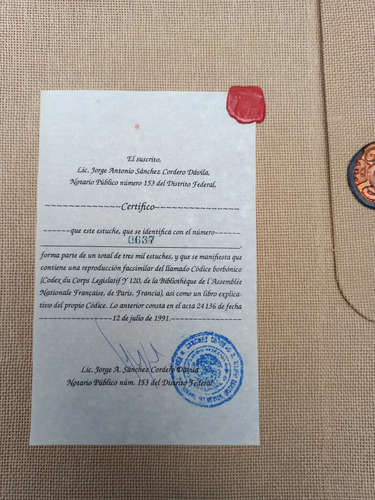 El suscrito,
Lic. Jorge Antonio Sánchez Cordero Dávila,
Notario Público número 153 del Distrito Federal,
~~~~~~~~~~~~~~Certifico~~~~~~~~~~~~~~~
------que este estuche, que se identifica con el número------
0637
forma parte de un total de tres mil estuches, y que se manifiesta que
contiene una reproducción facsimilar del llamado Códice borbónico
(Codex du Corps Legislatif Y 120, de la Bibliothèque de l'Assemblée
Nationale Française, de París, Francia), así como un libro explica-
tivo del propio Códice. Lo anterior consta en el acta 24136 de fecha
------------------12 de julio de 1991.------------------
Lic. Jorge A. Sánchez Cordero Dávila
Notario Público núm. 153 del Distrito Federal